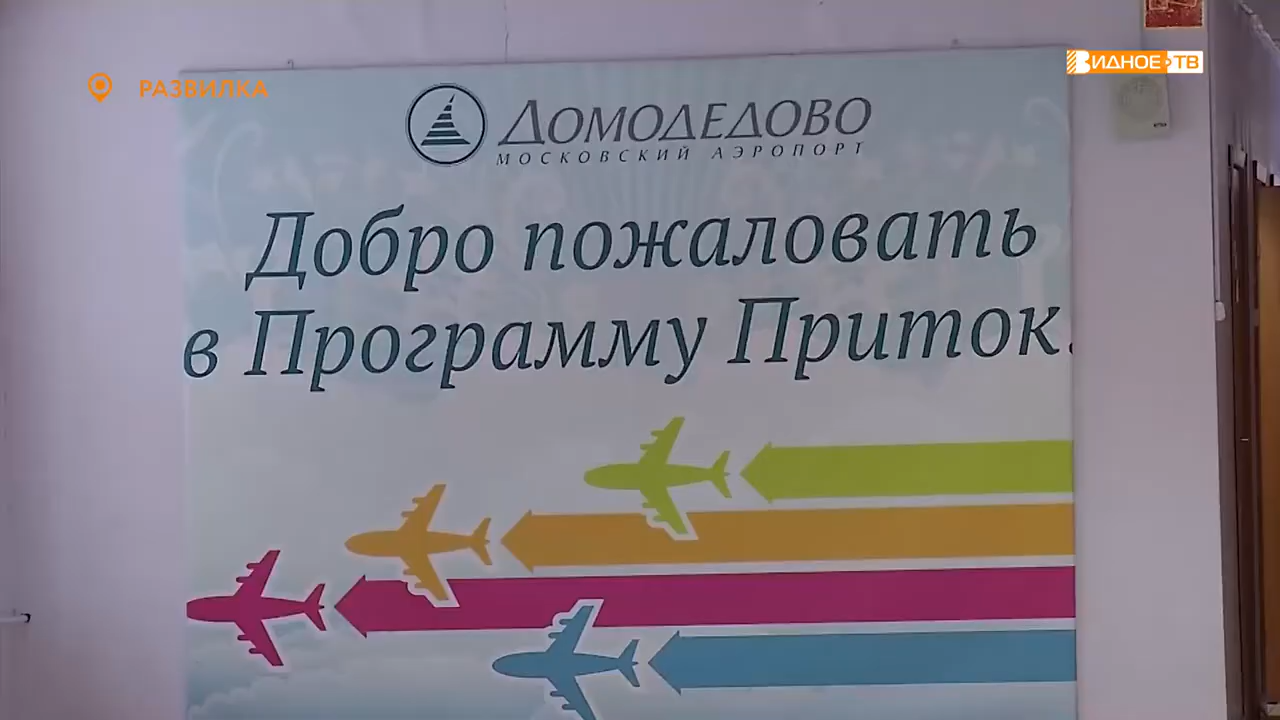 РАЗВИЛКА
ВИДНОЕ-ТВ
ДОМОДЕДОВО
МОСКОВСКИЙ АЭРОПОРТ
Добро пожаловать
в Программу Приток.